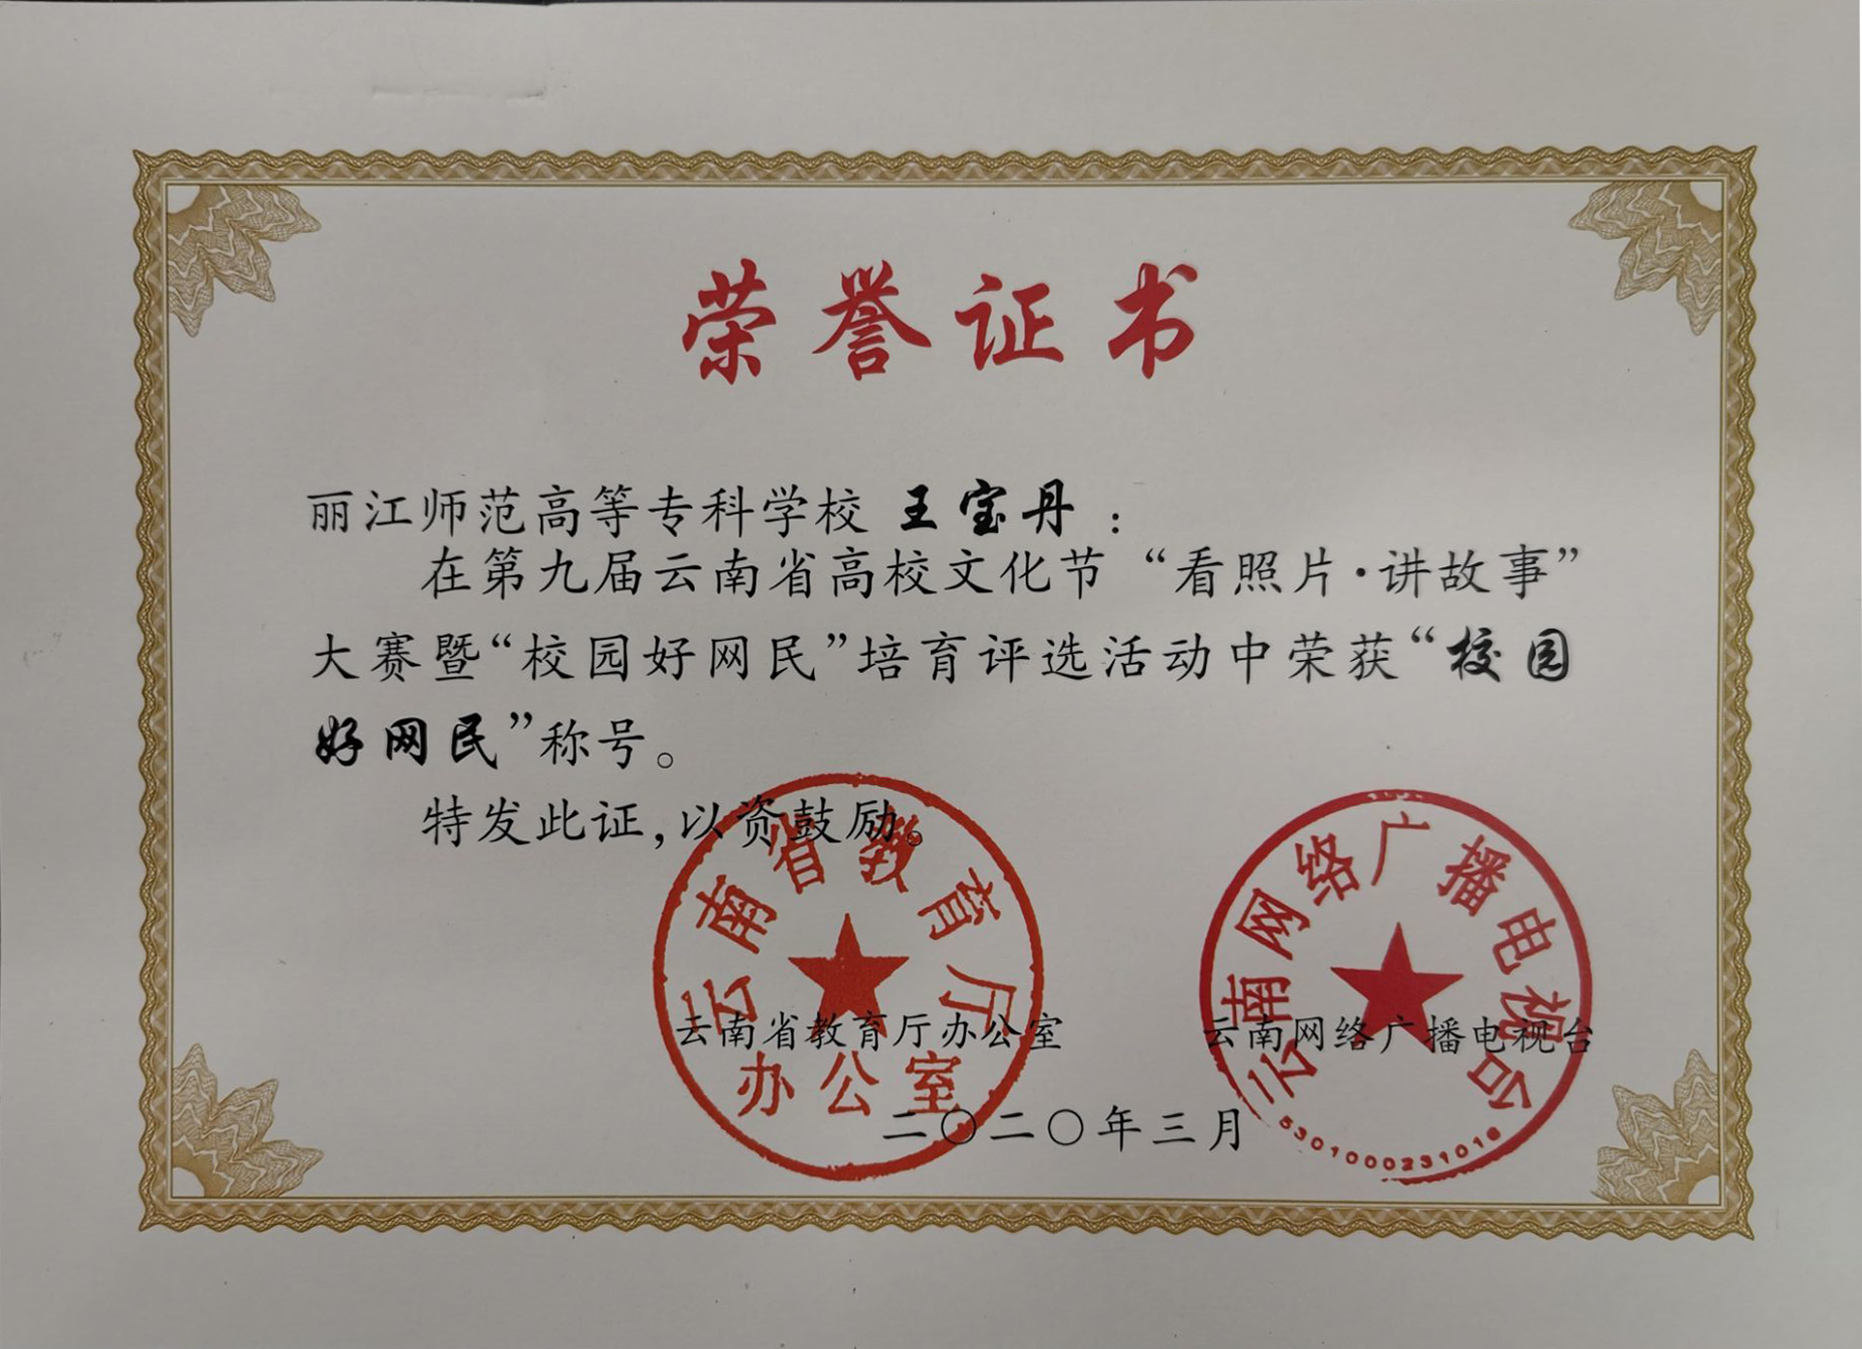 荣誉证书
丽江师范高等专科学校 王宝丹：
在第九届云南省高校文化节“看照片·讲故事”
大赛暨“校园好网民”培育评选活动中荣获“校园
好网民”称号。
特发此证，以资鼓励。
云南省教育厅
办公室
云南网络广播电视台
5301000231018
云南省教育厅办公室 云南网络广播电视台
二〇二〇年三月